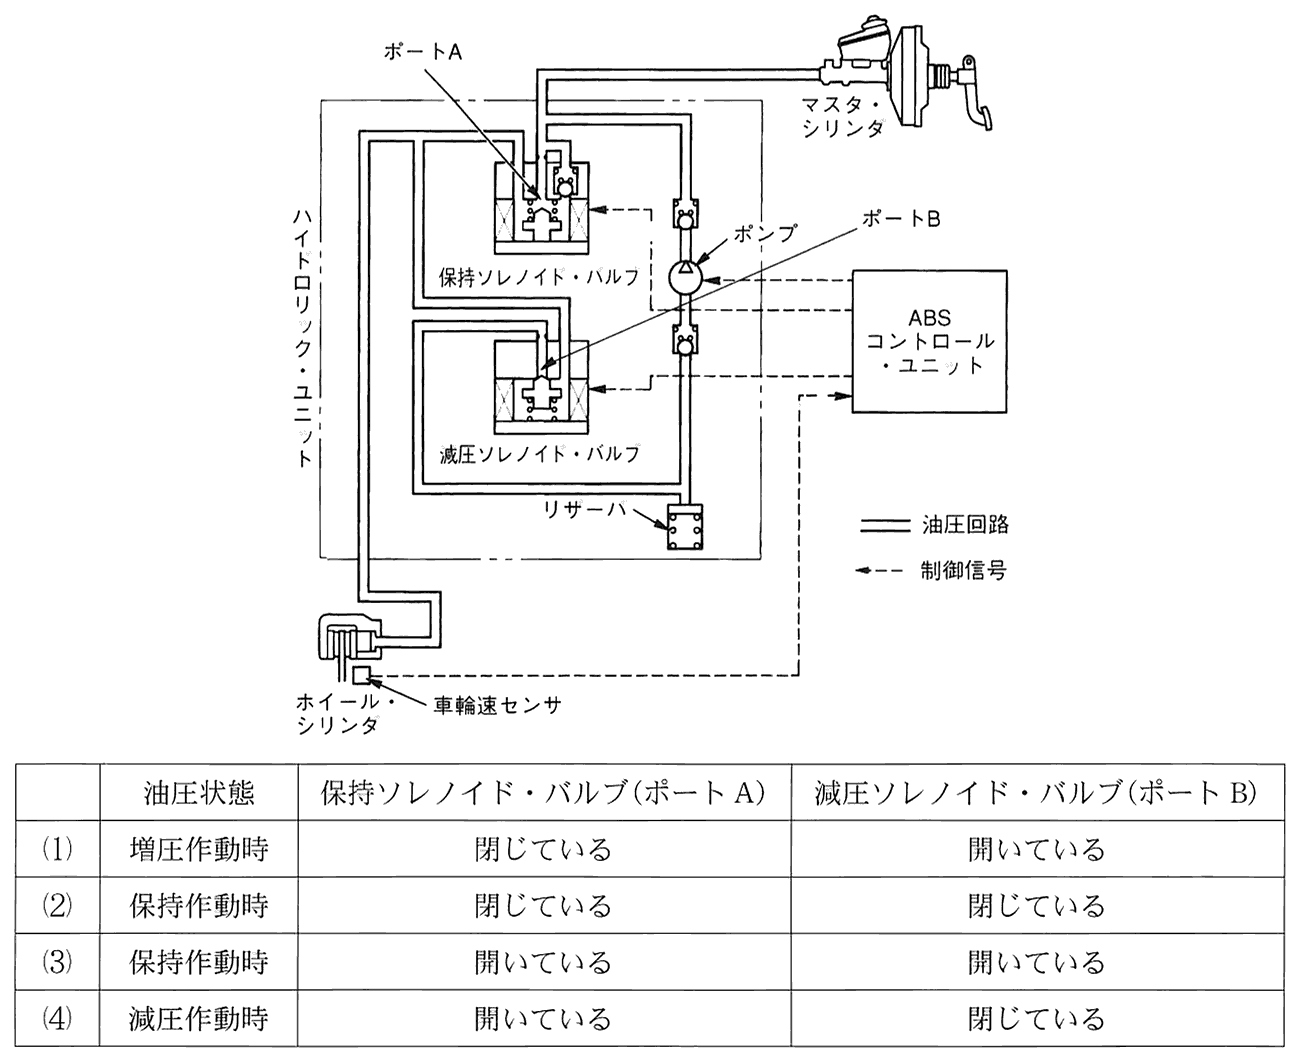 ポートA
マスタ・
シリンダ
ハイドロリック・ユニット
ポートB
ポンプ
保持ソレノイド・バルブ
ABS
コントロール
・ユニット
減圧ソレノイド・バルブ
リザーバ
油圧回路
制御信号
ホイール・
シリンダ
車輪速センサ
油圧状態 保持ソレノイド・バルブ(ポート A) 減圧ソレノイド・バルブ(ポート B)
(1) 増圧作動時 閉じている 開いている
(2) 保持作動時 閉じている 閉じている
(3) 保持作動時 開いている 開いている
(4) 減圧作動時 開いている 閉じている